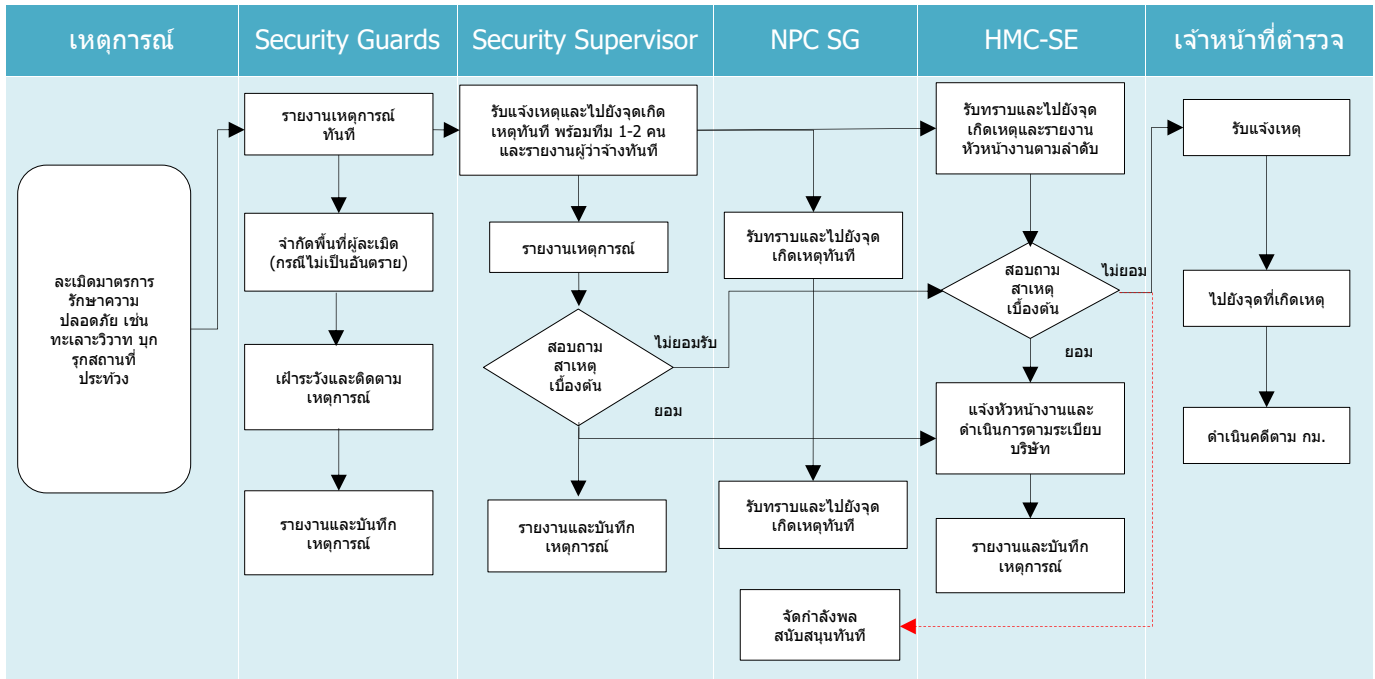 เหตุการณ์
Security Guards
Security Supervisor
NPC SG
HMC-SE
เจ้าหน้าที่ตำรวจ
ละเมิดมาตรการ
รักษาความ
ปลอดภัย เช่น
ทะเลาะวิวาท บุก
รุกสถานที่
ประท้วง
รายงานเหตุการณ์
ทันที
จำกัดพื้นที่ผู้ละเมิด
(กรณีไม่เป็นอันตราย)
เฝ้าระวังและติดตาม
เหตุการณ์
รายงานและบันทึก
เหตุการณ์
รับแจ้งเหตุและไปยังจุดเกิด
เหตุทันที พร้อมทีม 1-2 คน
และรายงานผู้ว่าจ้างทันที
รายงานเหตุการณ์
สอบถาม
สาเหตุ
เบื้องต้น
ไม่ยอมรับ
ยอม
รายงานและบันทึก
เหตุการณ์
รับทราบและไปยังจุด
เกิดเหตุทันที
รับทราบและไปยังจุด
เกิดเหตุทันที
จัดกำลังพล
สนับสนุนทันที
รับทราบและไปยังจุด
เกิดเหตุและรายงาน
หัวหน้างานตามลำดับ
สอบถาม
สาเหตุ
เบื้องต้น
ไม่ยอม
ยอม
แจ้งหัวหน้างานและ
ดำเนินการตามระเบียบ
บริษัท
รายงานและบันทึก
เหตุการณ์
รับแจ้งเหตุ
ไปยังจุดที่เกิดเหตุ
ดำเนินคดีตาม กม.